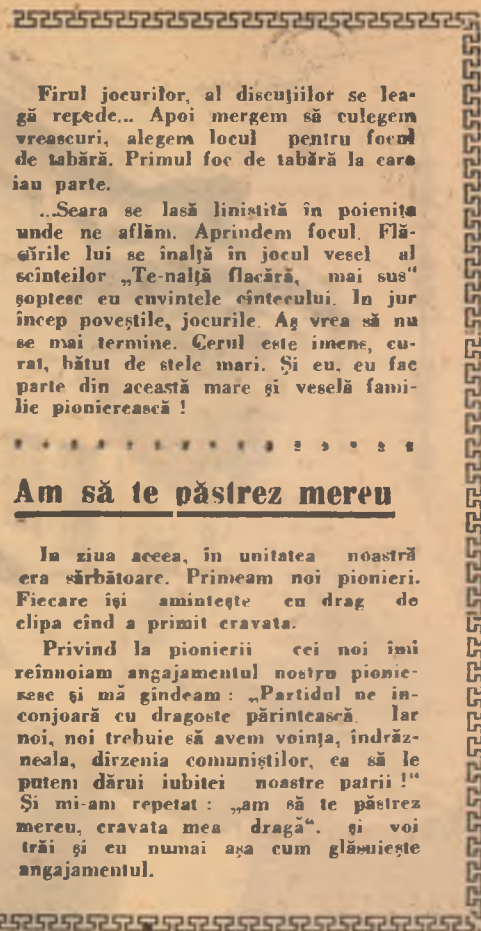 Firul jocurilor, al discuţiilor se lea-
gă repede... Apoi mergem să culegem
vreascuri, alegem locul pentru focul
de tabără. Primul foc de tabără la care
iau parte.
...Seara se lasă liniştită în poieniţa
unde ne aflăm. Aprindem focul. Flă-
cările lui se înalţă în jocul vesel al
scînteilor „Te-nalţă flacără, mai sus“
şoptesc eu cuvintele cîntecului. In jur
încep poveştile, jocurile. Aş vrea să nu
se mai termine. Cerul este imens, cu-
rat, bătut de stele mari. Şi eu, eu fac
parte din această mare şi veselă fami-
lie pionierească !
Am să te păstrez mereu
In ziua aceea, în unitatea noastră
era sărbătoare. Primeam noi pionieri.
Fiecare îşi aminteşte cu drag de
clipa cînd a primit cravata.
Privind la pionierii cei noi îmi
reînnoiam angajamentul nostru pionie-
resc şi mă gîndeam : „Partidul ne în-
conjoară cu dragoste părintească. Iar
noi, noi trebuie să avem voinţa, îndrăz-
neala, dîrzenia comuniştilor, ca să le
putem dărui iubitei noastre patrii !“
Şi mi-am repetat : „am să te păstrez
mereu, cravata mea dragă“. şi voi
trăi şi eu numai aşa cum glăsuieşte
angajamentul.